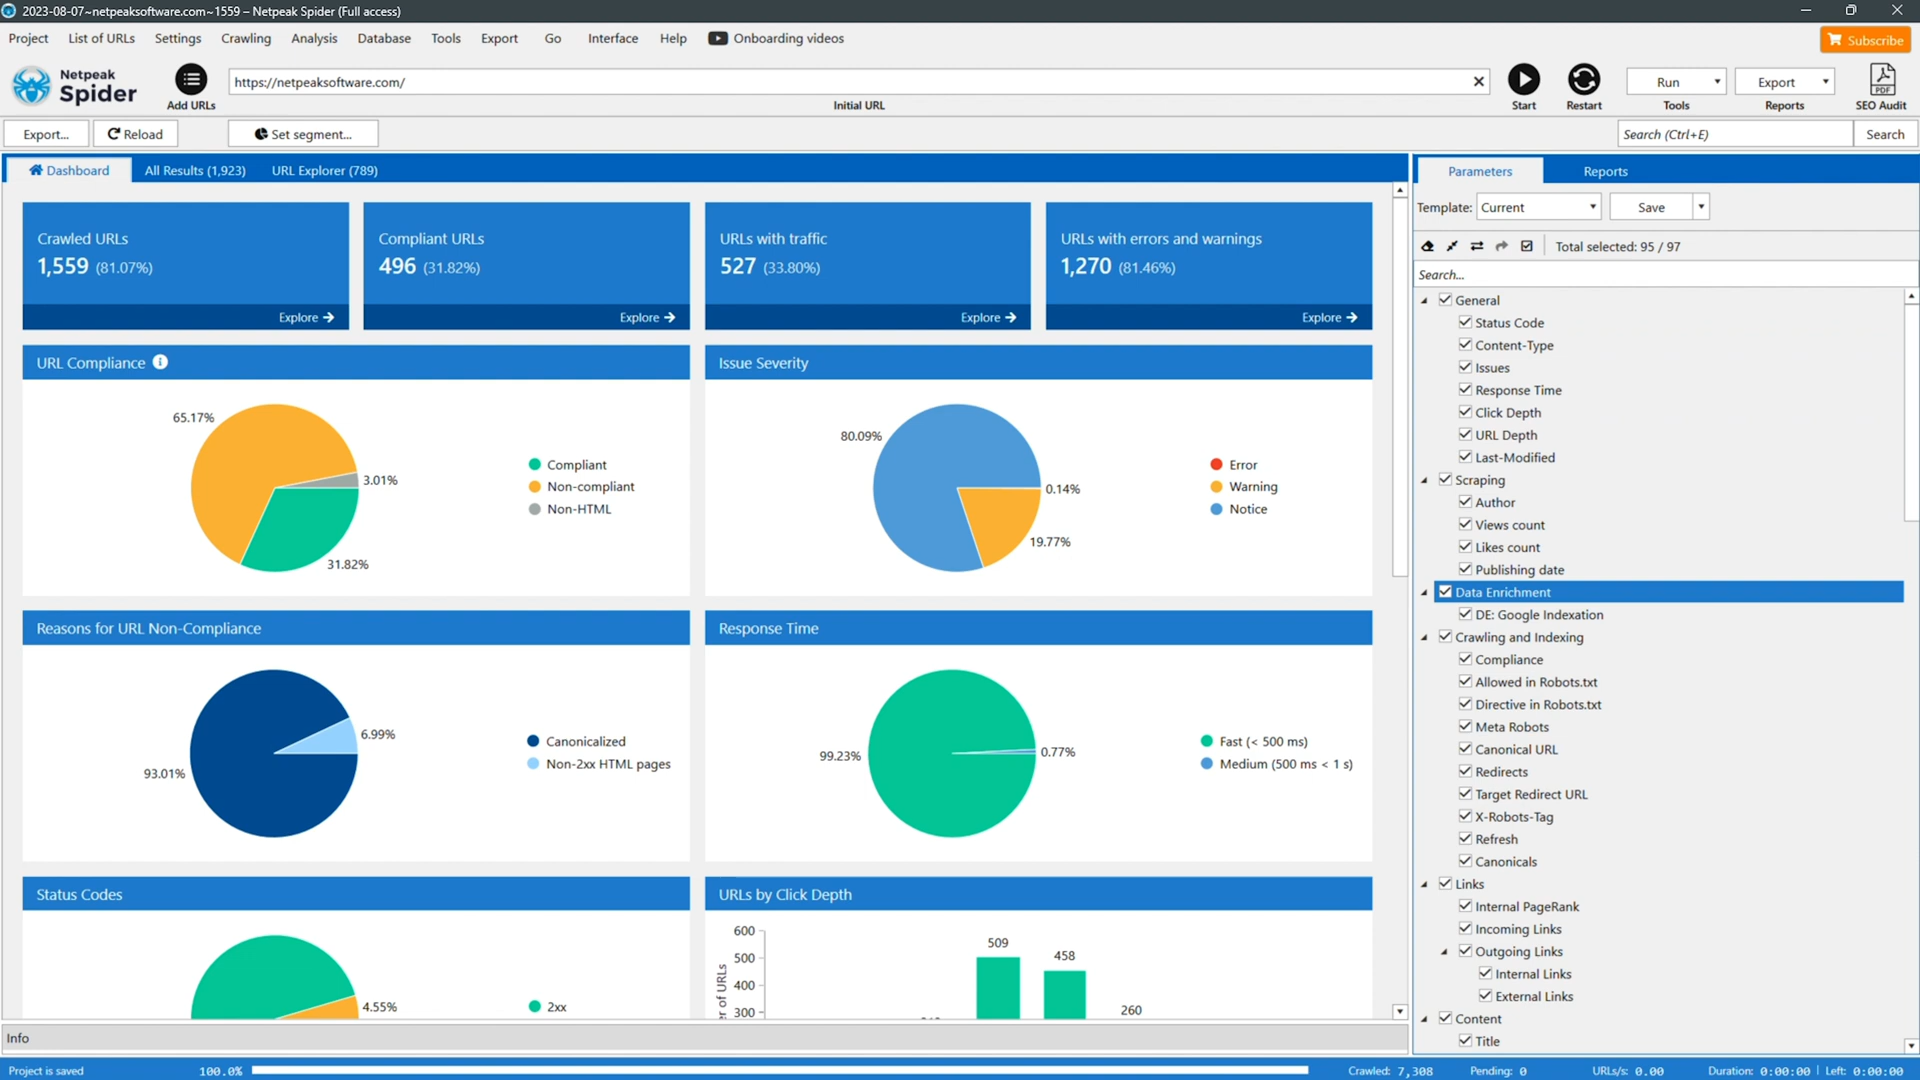 2023-08-07~netpeaksoftware.com~1559 – Netpeak Spider (Full access)
Project List of URLs Settings Crawling Analysis Database Tools Export Go Interface Help Onboarding videos
Subscribe
Netpeak
Spider
Add URLs
https://netpeaksoftware.com/
Initial URL
Start
Restart
Run
Tools
Export
Reports
PDF
SEO Audit
Export...
Reload
Set segment...
Search (Ctrl+E)
Search
Dashboard
All Results (1,923)
URL Explorer (789)
Crawled URLs
1,559 (81.07%)
Explore
Compliant URLs
496 (31.82%)
Explore
URLs with traffic
527 (33.80%)
Explore
URLs with errors and warnings
1,270 (81.46%)
Explore
URL Compliance
65.17%
3.01%
31.82%
Compliant
Non-compliant
Non-HTML
Issue Severity
80.09%
0.14%
19.77%
Error
Warning
Notice
Reasons for URL Non-Compliance
6.99%
93.01%
Canonicalized
Non-2xx HTML pages
Response Time
99.23%
0.77%
Fast (< 500 ms)
Medium (500 ms < 1 s)
Status Codes
4.55%
2xx
URLs by Click Depth
600
500
400
300
er of URLs
509
458
260
Info
Parameters
Reports
Template:
Current
Save
Total selected: 95 / 97
Search...
General
Status Code
Content-Type
Issues
Response Time
Click Depth
URL Depth
Last-Modified
Scraping
Author
Views count
Likes count
Publishing date
Data Enrichment
DE: Google Indexation
Crawling and Indexing
Compliance
Allowed in Robots.txt
Directive in Robots.txt
Meta Robots
Canonical URL
Redirects
Target Redirect URL
X-Robots-Tag
Refresh
Canonicals
Links
Internal PageRank
Incoming Links
Outgoing Links
Internal Links
External Links
Content
Title
Project is saved
100.0%
Crawled: 7,308
Pending: 0
URLs/s: 0.00
Duration: 0:00:00 | Left: 0:00:00